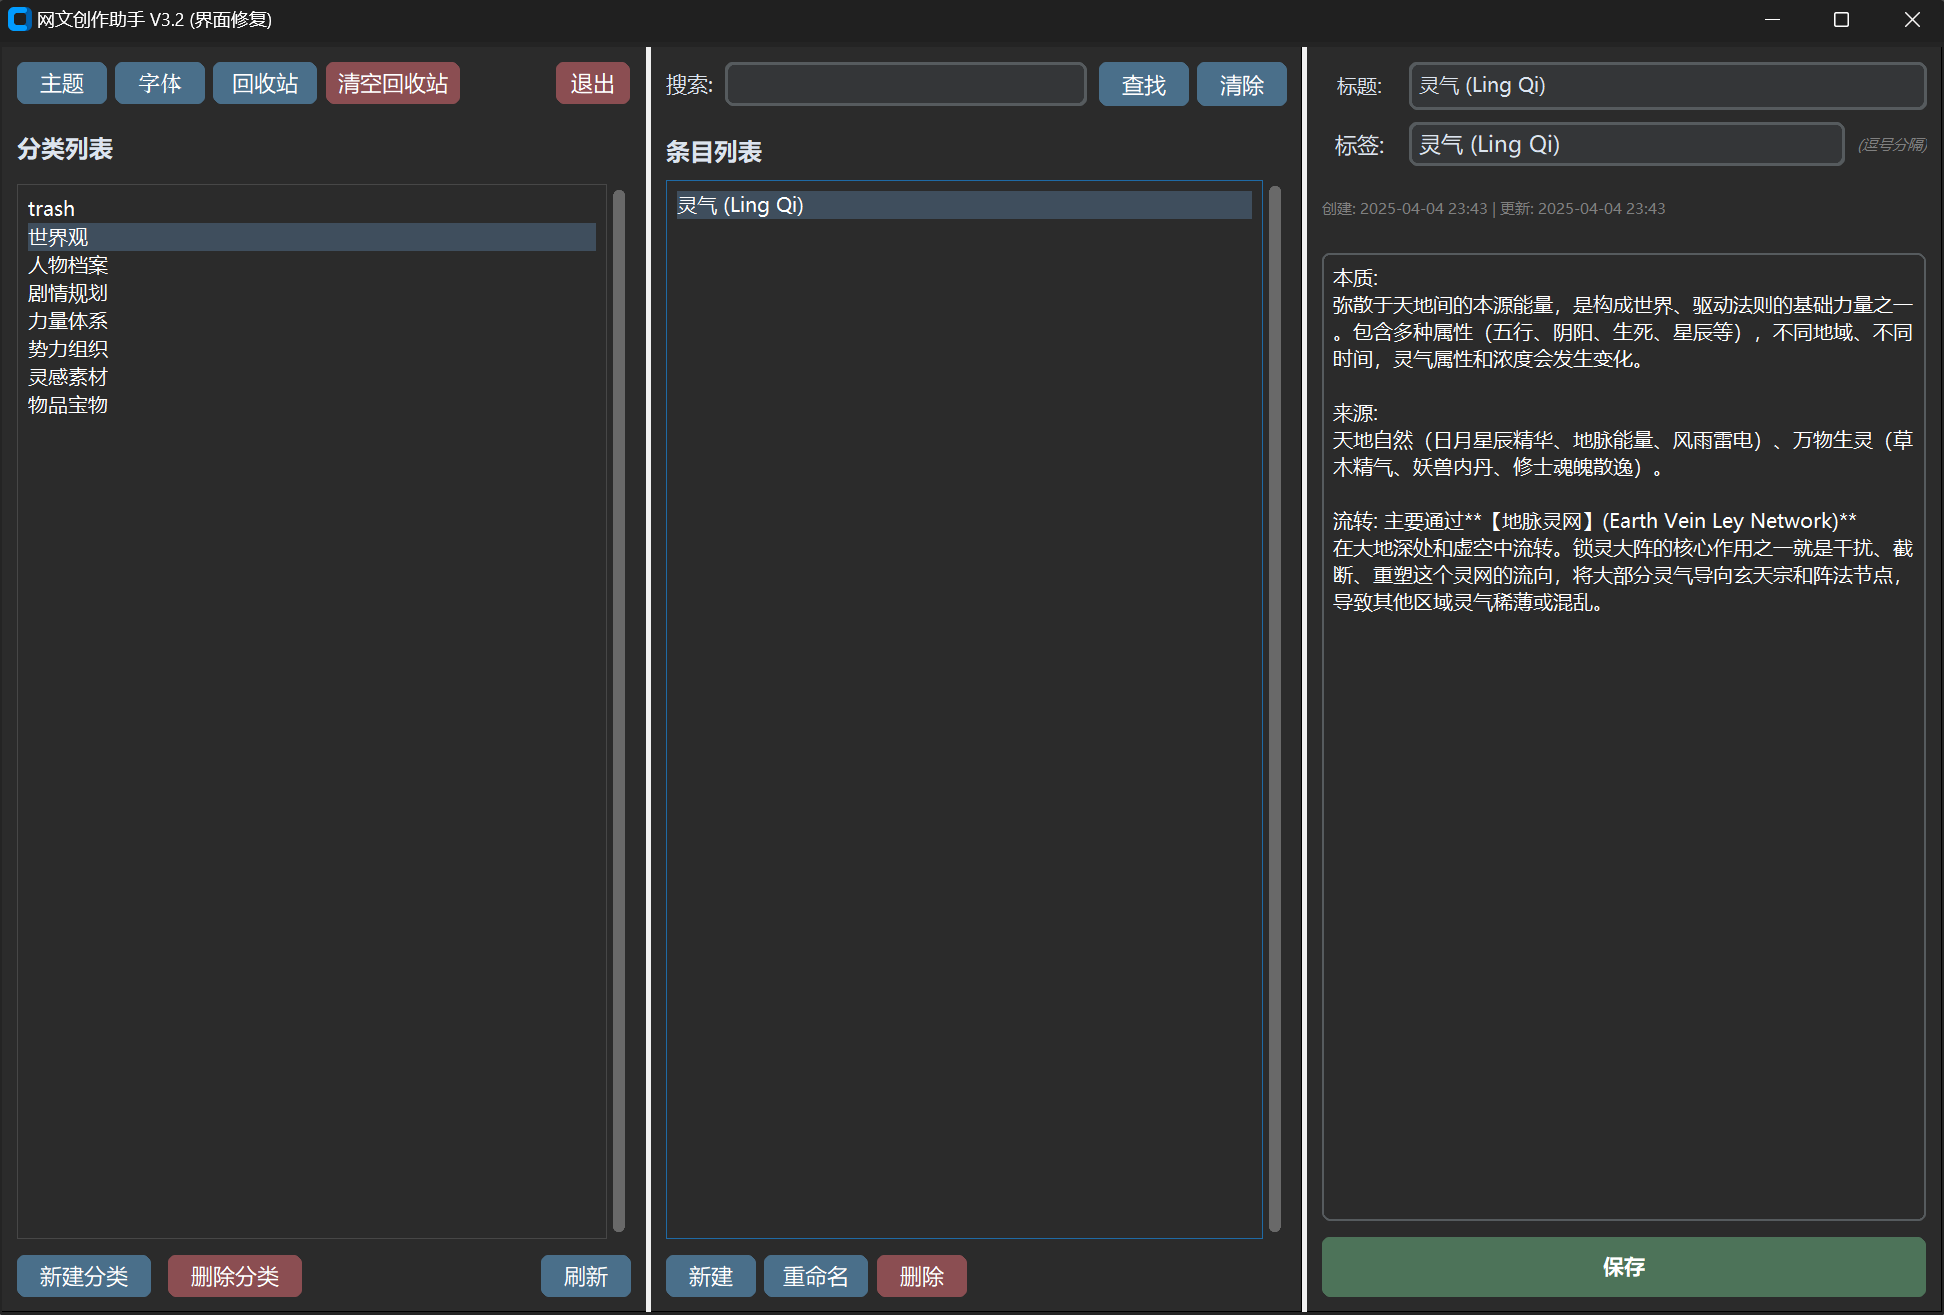 网文创作助手 V3.2 (界面修复)
主题 字体 回收站 清空回收站 退出
分类列表
trash
世界观
人物档案
剧情规划
力量体系
势力组织
灵感素材
物品宝物
新建分类 删除分类 刷新
搜索: 查找 清除
条目列表
灵气 (Ling Qi)
新建 重命名 删除
标题: 灵气 (Ling Qi)
标签: 灵气 (Ling Qi) (逗号分隔)
创建: 2025-04-04 23:43 | 更新: 2025-04-04 23:43
本质:
弥散于天地间的本源能量，是构成世界、驱动法则的基础力量之一
。包含多种属性（五行、阴阳、生死、星辰等），不同地域、不同
时间，灵气属性和浓度会发生变化。
来源:
天地自然（日月星辰精华、地脉能量、风雨雷电）、万物生灵（草
木精气、妖兽内丹、修士魂魄散逸）。
流转: 主要通过**【地脉灵网】(Earth Vein Ley Network)**
在大地深处和虚空中流转。锁灵大阵的核心作用之一就是干扰、截
断、重塑这个灵网的流向，将大部分灵气导向玄天宗和阵法节点，
导致其他区域灵气稀薄或混乱。
保存